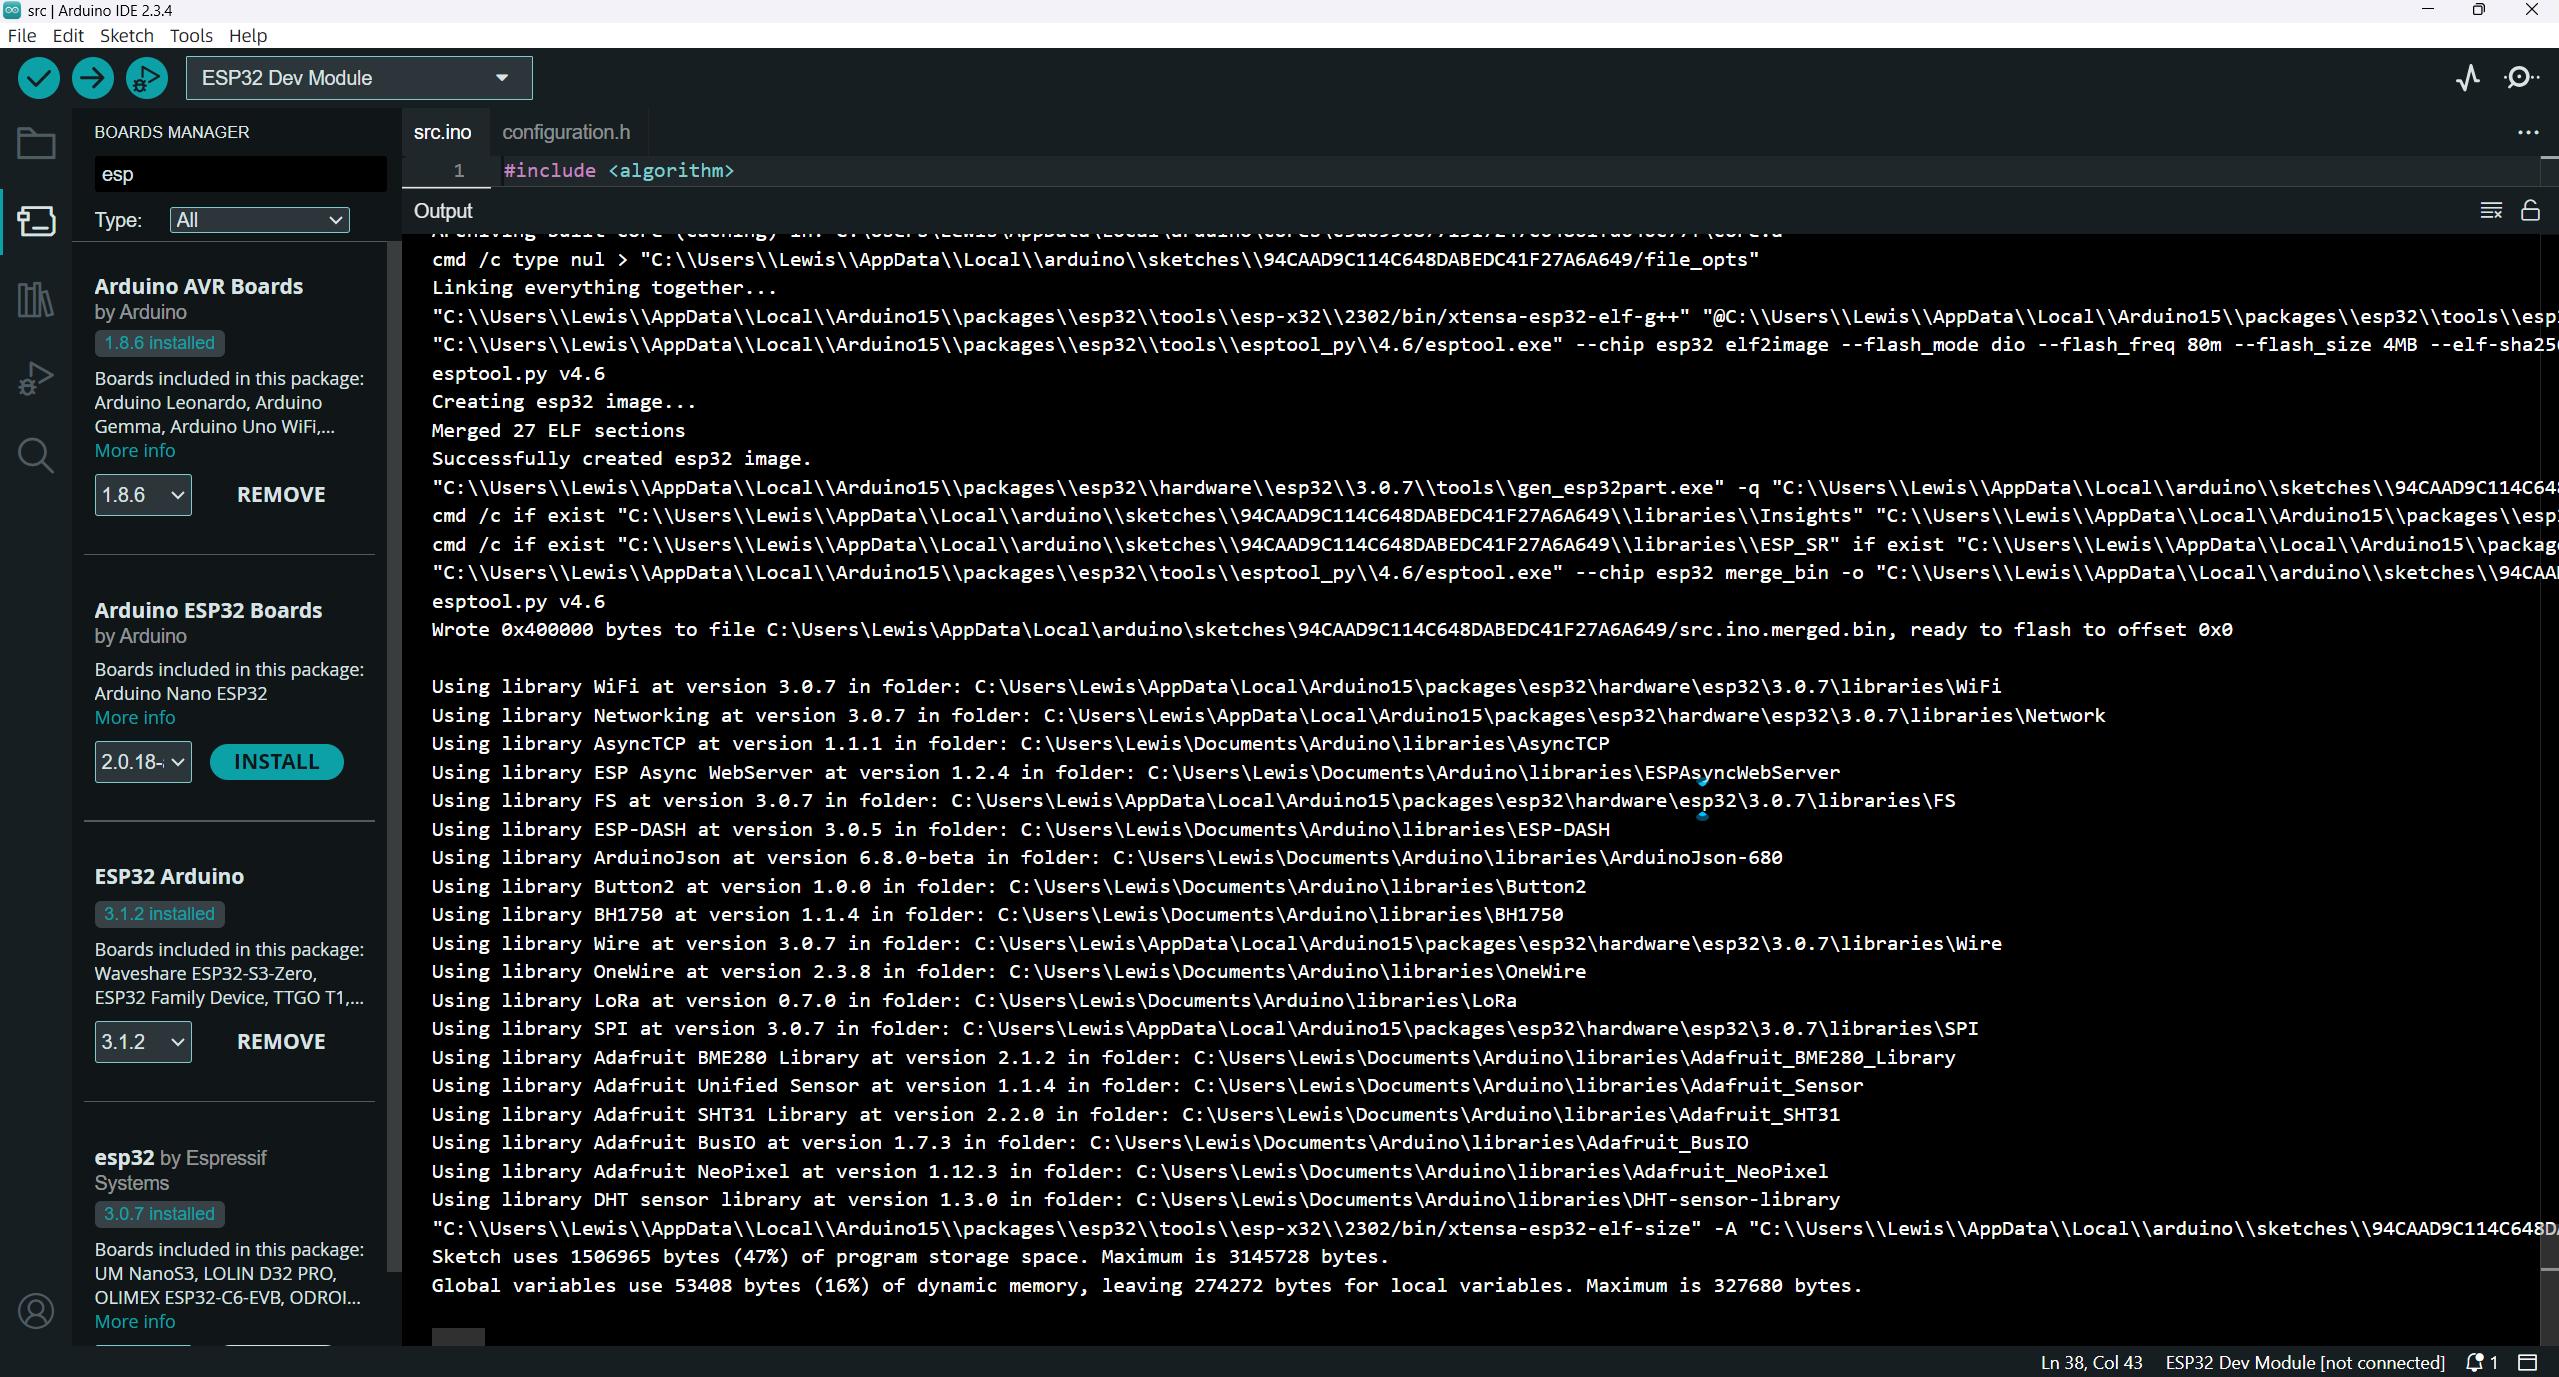 src | Arduino IDE 2.3.4
File Edit Sketch Tools Help
ESP32 Dev Module
BOARDS MANAGER
esp
Type: All
Arduino AVR Boards
by Arduino
1.8.6 installed
Boards included in this package:
Arduino Leonardo, Arduino
Gemma, Arduino Uno WiFi,...
More info
1.8.6 REMOVE
Arduino ESP32 Boards
by Arduino
Boards included in this package:
Arduino Nano ESP32
More info
2.0.18- INSTALL
ESP32 Arduino
3.1.2 installed
Boards included in this package:
Waveshare ESP32-S3-Zero,
ESP32 Family Device, TTGO T1,...
3.1.2 REMOVE
esp32 by Espressif
Systems
3.0.7 installed
Boards included in this package:
UM NanoS3, LOLIN D32 PRO,
OLIMEX ESP32-C6-EVB, ODROI...
More info
src.ino configuration.h
1 #include <algorithm>
Output
cmd /c type nul > "C:\\Users\\Lewis\\AppData\\Local\\arduino\\sketches\\94CAAD9C114C648DABEDC41F27A6A649/file_opts"
Linking everything together...
"C:\\Users\\Lewis\\AppData\\Local\\Arduino15\\packages\\esp32\\tools\\esp-x32\\2302/bin/xtensa-esp32-elf-g++" "@C:\\Users\\Lewis\\AppData\\Local\\Arduino15\\packages\\esp32\\tools\\esp
"C:\\Users\\Lewis\\AppData\\Local\\Arduino15\\packages\\esp32\\tools\\esptool_py\\4.6/esptool.exe" --chip esp32 elf2image --flash_mode dio --flash_freq 80m --flash_size 4MB --elf-sha25
esptool.py v4.6
Creating esp32 image...
Merged 27 ELF sections
Successfully created esp32 image.
"C:\\Users\\Lewis\\AppData\\Local\\Arduino15\\packages\\esp32\\hardware\\esp32\\3.0.7\\tools\\gen_esp32part.exe" -q "C:\\Users\\Lewis\\AppData\\Local\\arduino\\sketches\\94CAAD9C114C64
cmd /c if exist "C:\\Users\\Lewis\\AppData\\Local\\arduino\\sketches\\94CAAD9C114C648DABEDC41F27A6A649\\libraries\\Insights" "C:\\Users\\Lewis\\AppData\\Local\\Arduino15\\packages\\esp
cmd /c if exist "C:\\Users\\Lewis\\AppData\\Local\\arduino\\sketches\\94CAAD9C114C648DABEDC41F27A6A649\\libraries\\ESP_SR" if exist "C:\\Users\\Lewis\\AppData\\Local\\Arduino15\\packag
"C:\\Users\\Lewis\\AppData\\Local\\Arduino15\\packages\\esp32\\tools\\esptool_py\\4.6/esptool.exe" --chip esp32 merge_bin -o "C:\\Users\\Lewis\\AppData\\Local\\arduino\\sketches\\94CAA
esptool.py v4.6
Wrote 0x400000 bytes to file C:\Users\Lewis\AppData\Local\arduino\sketches\94CAAD9C114C648DABEDC41F27A6A649/src.ino.merged.bin, ready to flash to offset 0x0
Using library WiFi at version 3.0.7 in folder: C:\Users\Lewis\AppData\Local\Arduino15\packages\esp32\hardware\esp32\3.0.7\libraries\WiFi
Using library Networking at version 3.0.7 in folder: C:\Users\Lewis\AppData\Local\Arduino15\packages\esp32\hardware\esp32\3.0.7\libraries\Network
Using library AsyncTCP at version 1.1.1 in folder: C:\Users\Lewis\Documents\Arduino\libraries\AsyncTCP
Using library ESP Async WebServer at version 1.2.4 in folder: C:\Users\Lewis\Documents\Arduino\libraries\ESPAsyncWebServer
Using library FS at version 3.0.7 in folder: C:\Users\Lewis\AppData\Local\Arduino15\packages\esp32\hardware\esp32\3.0.7\libraries\FS
Using library ESP-DASH at version 3.0.5 in folder: C:\Users\Lewis\Documents\Arduino\libraries\ESP-DASH
Using library ArduinoJson at version 6.8.0-beta in folder: C:\Users\Lewis\Documents\Arduino\libraries\ArduinoJson-680
Using library Button2 at version 1.0.0 in folder: C:\Users\Lewis\Documents\Arduino\libraries\Button2
Using library BH1750 at version 1.1.4 in folder: C:\Users\Lewis\Documents\Arduino\libraries\BH1750
Using library Wire at version 3.0.7 in folder: C:\Users\Lewis\AppData\Local\Arduino15\packages\esp32\hardware\esp32\3.0.7\libraries\Wire
Using library OneWire at version 2.3.8 in folder: C:\Users\Lewis\Documents\Arduino\libraries\OneWire
Using library LoRa at version 0.7.0 in folder: C:\Users\Lewis\Documents\Arduino\libraries\LoRa
Using library SPI at version 3.0.7 in folder: C:\Users\Lewis\AppData\Local\Arduino15\packages\esp32\hardware\esp32\3.0.7\libraries\SPI
Using library Adafruit BME280 Library at version 2.1.2 in folder: C:\Users\Lewis\Documents\Arduino\libraries\Adafruit_BME280_Library
Using library Adafruit Unified Sensor at version 1.1.4 in folder: C:\Users\Lewis\Documents\Arduino\libraries\Adafruit_Sensor
Using library Adafruit SHT31 Library at version 2.2.0 in folder: C:\Users\Lewis\Documents\Arduino\libraries\Adafruit_SHT31
Using library Adafruit BusIO at version 1.7.3 in folder: C:\Users\Lewis\Documents\Arduino\libraries\Adafruit_BusIO
Using library Adafruit NeoPixel at version 1.12.3 in folder: C:\Users\Lewis\Documents\Arduino\libraries\Adafruit_NeoPixel
Using library DHT sensor library at version 1.3.0 in folder: C:\Users\Lewis\Documents\Arduino\libraries\DHT-sensor-library
"C:\\Users\\Lewis\\AppData\\Local\\Arduino15\\packages\\esp32\\tools\\esp-x32\\2302/bin/xtensa-esp32-elf-size" -A "C:\\Users\\Lewis\\AppData\\Local\\arduino\\sketches\\94CAAD9C114C648D
Sketch uses 1506965 bytes (47%) of program storage space. Maximum is 3145728 bytes.
Global variables use 53408 bytes (16%) of dynamic memory, leaving 274272 bytes for local variables. Maximum is 327680 bytes.
Ln 38, Col 43 ESP32 Dev Module [not connected] 1